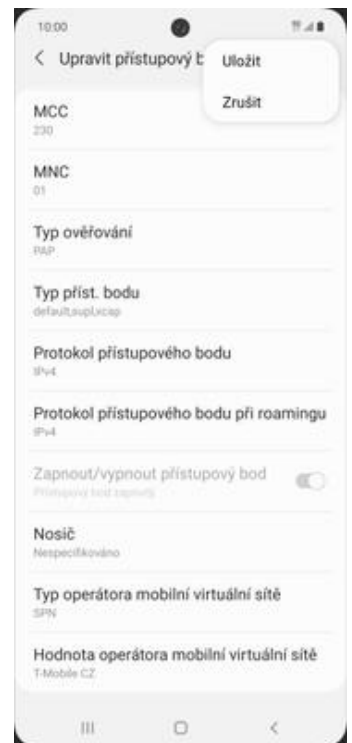 10:00
Upravit přístupový b
Uložit
Zrušit
MCC
230
MNC
01
Typ ověřování
PAP
Typ příst. bodu
default,supl,xcap
Protokol přístupového bodu
IPv4
Protokol přístupového bodu při roamingu
IPv4
Zapnout/vypnout přístupový bod
Přístupový bod zapnutý
Nosič
Nespecifikováno
Typ operátora mobilní virtuální sítě
SPN
Hodnota operátora mobilní virtuální sítě
T-Mobile CZ